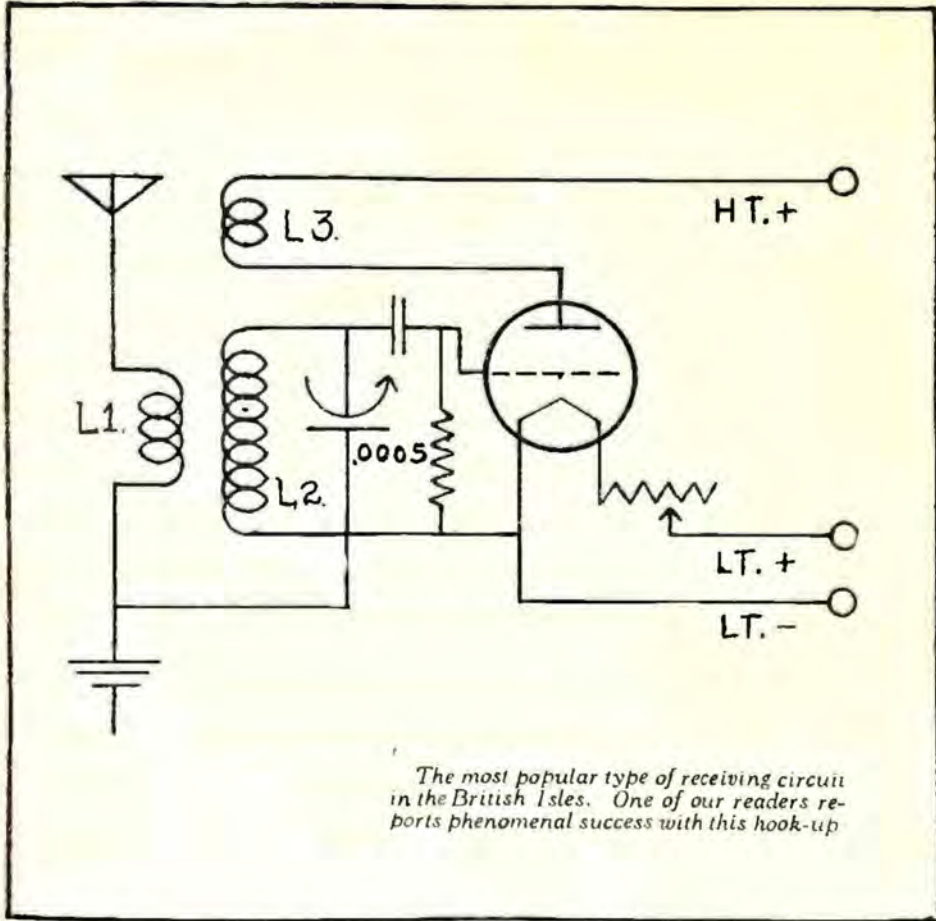 HT.+
L3.
L1.
.0005
L2.
LT. +
LT. -
The most popular type of receiving circuit
in the British Isles. One of our readers re-
ports phenomenal success with this hook-up